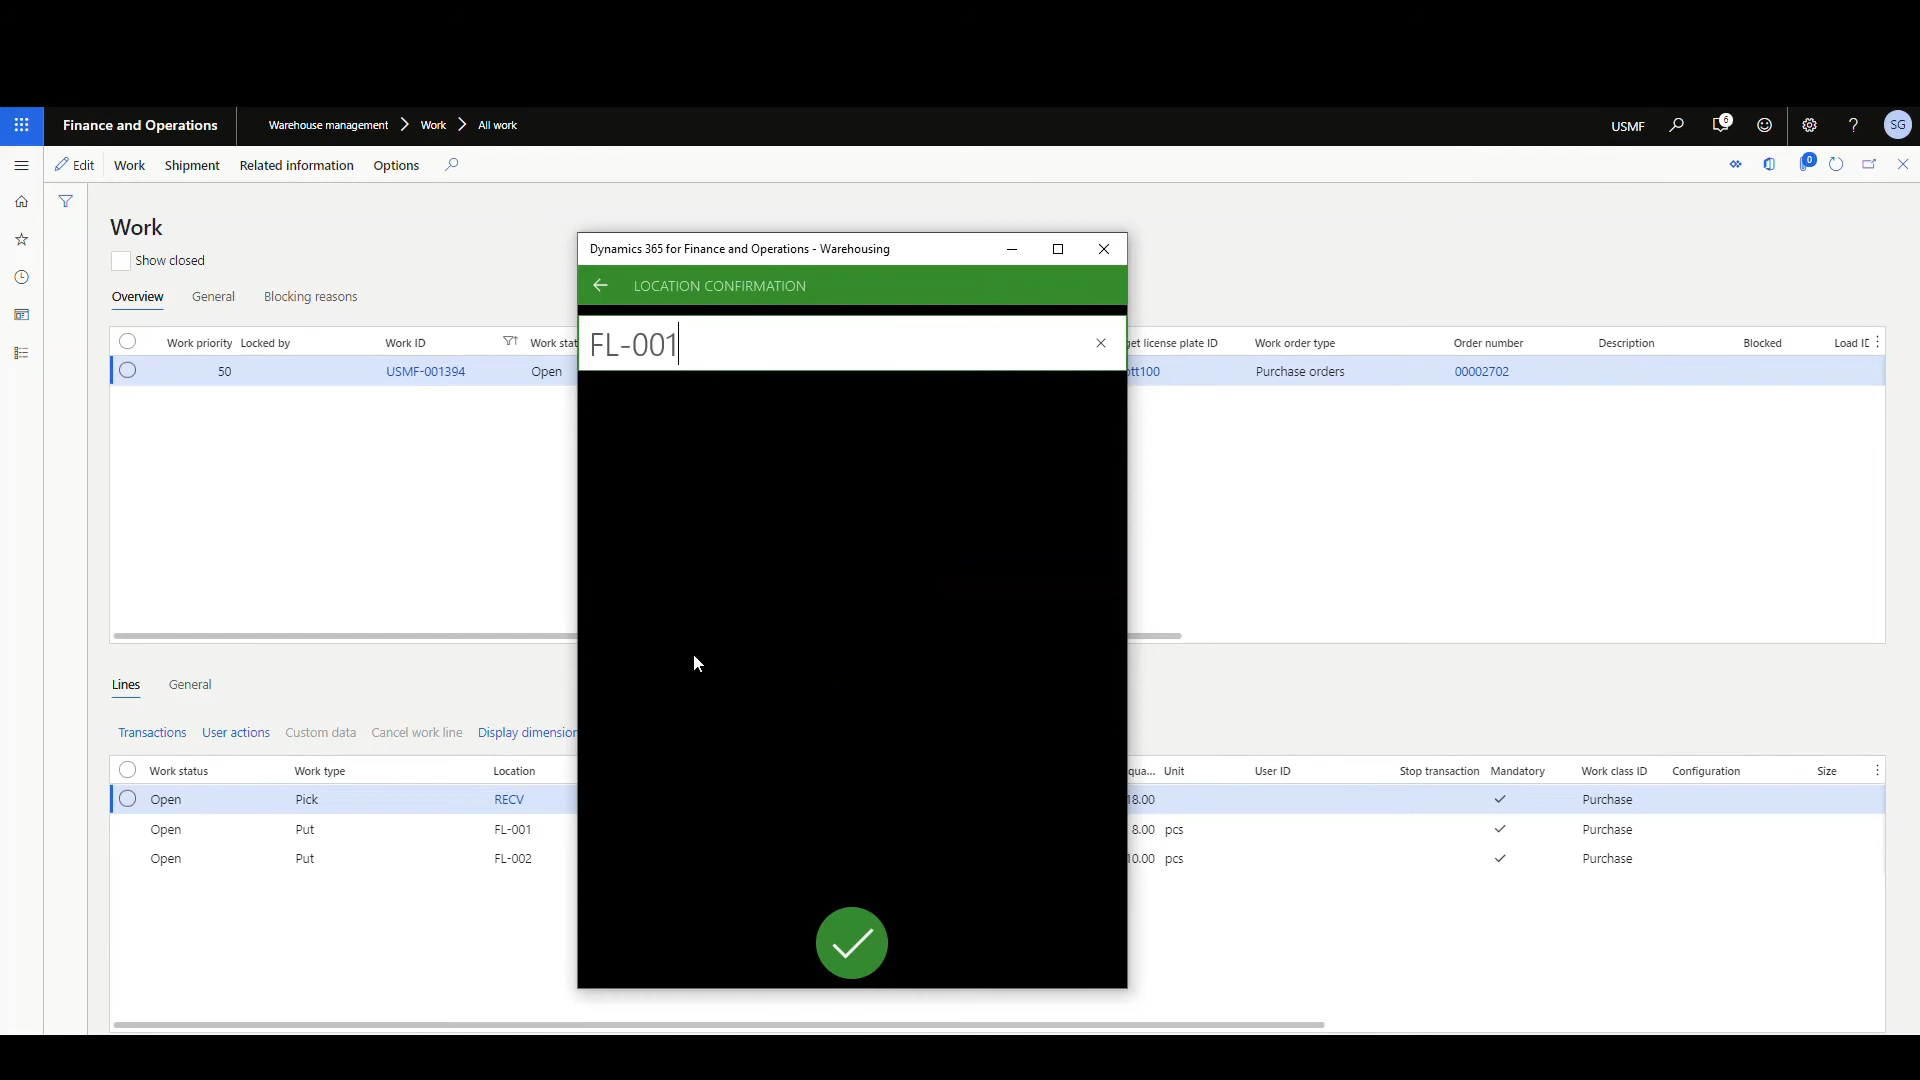 Finance and Operations Warehouse management Work All work USMF 6 ? SG
Edit Work Shipment Related information Options 0
Work
Show closed
Overview General Blocking reasons
Work priority Locked by Work ID Work stat
50 USMF-001394 Open
Dynamics 365 for Finance and Operations - Warehousing
LOCATION CONFIRMATION
FL-001
get license plate ID Work order type Order number Description Blocked Load ID
tt100 Purchase orders 00002702
Lines General
Transactions User actions Custom data Cancel work line Display dimension
Work status Work type Location qua... Unit User ID Stop transaction Mandatory Work class ID Configuration Size
Open Pick RECV 18.00 Purchase
Open Put FL-001 8.00 pcs Purchase
Open Put FL-002 10.00 pcs Purchase